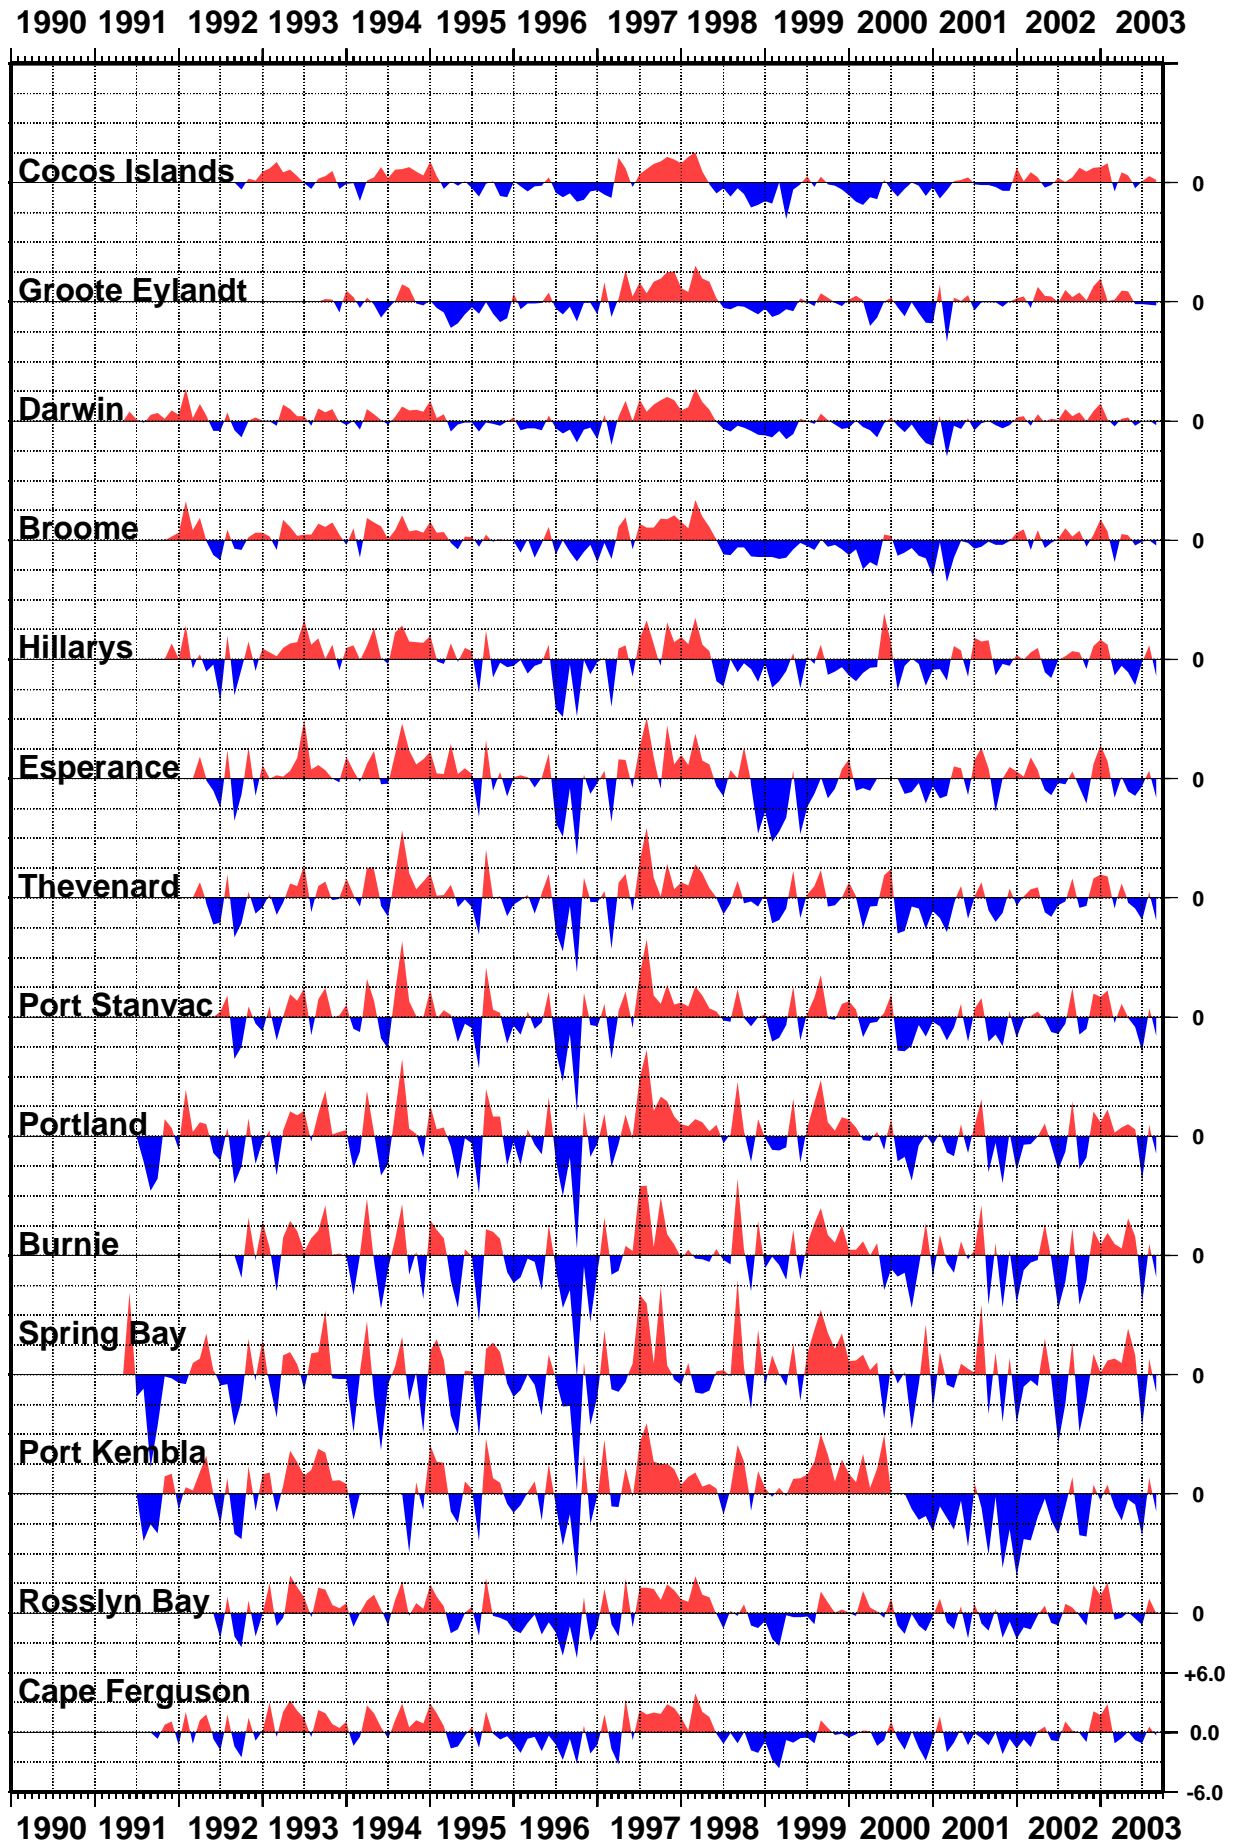 1990 1991 1992 1993 1994 1995 1996 1997 1998 1999 2000 2001 2002 2003
Cocos Islands 0
Groote Eylandt 0
Darwin 0
Broome 0
Hillarys 0
Esperance 0
Thevenard 0
Port Stanvac 0
Portland 0
Burnie 0
Spring Bay 0
Port Kembla 0
Rosslyn Bay 0
+6.0
Cape Ferguson
0.0
-6.0
1990 1991 1992 1993 1994 1995 1996 1997 1998 1999 2000 2001 2002 2003